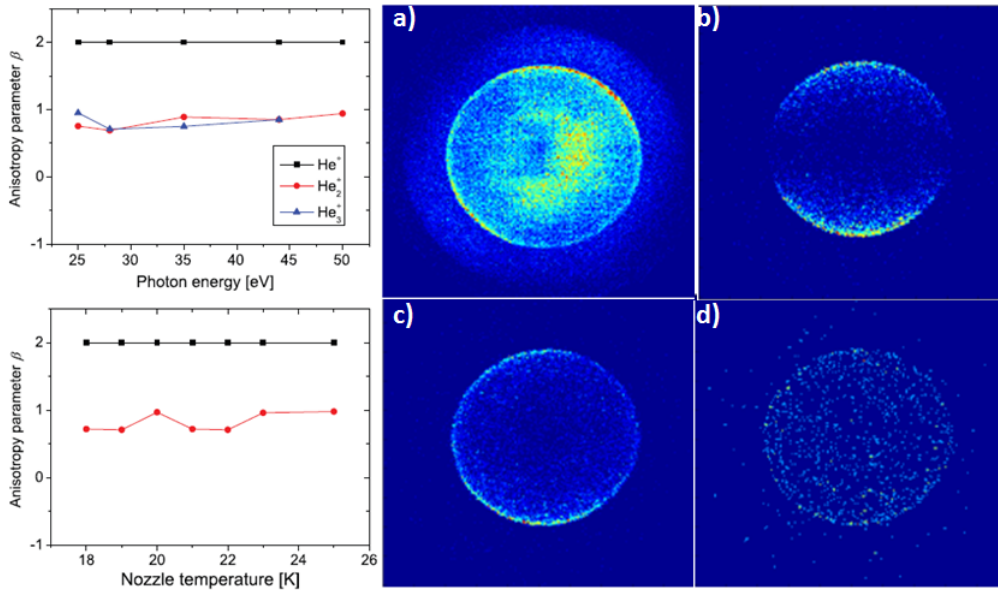 Anisotropy parameter β
2
1
0
-1
25
30
35
40
45
50
Photon energy [eV]
He⁺
He₂⁺
He₃⁺
Anisotropy parameter β
2
1
0
-1
18
20
22
24
26
Nozzle temperature [K]
a)
b)
c)
d)